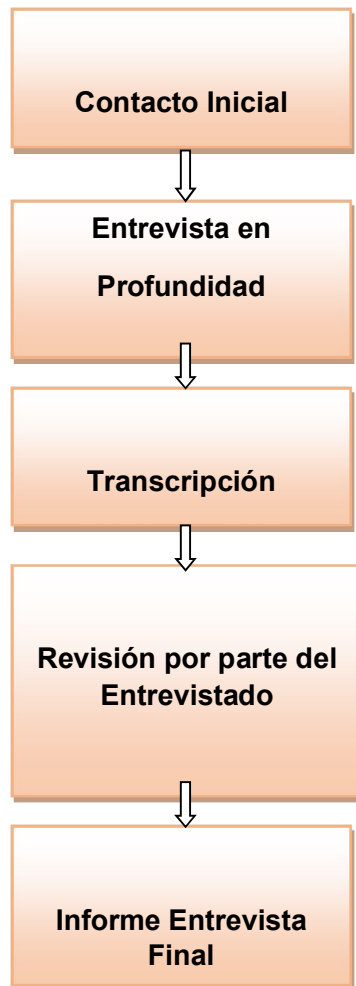 Contacto Inicial
Entrevista en
Profundidad
Transcripción
Revisión por parte del
Entrevistado
Informe Entrevista
Final